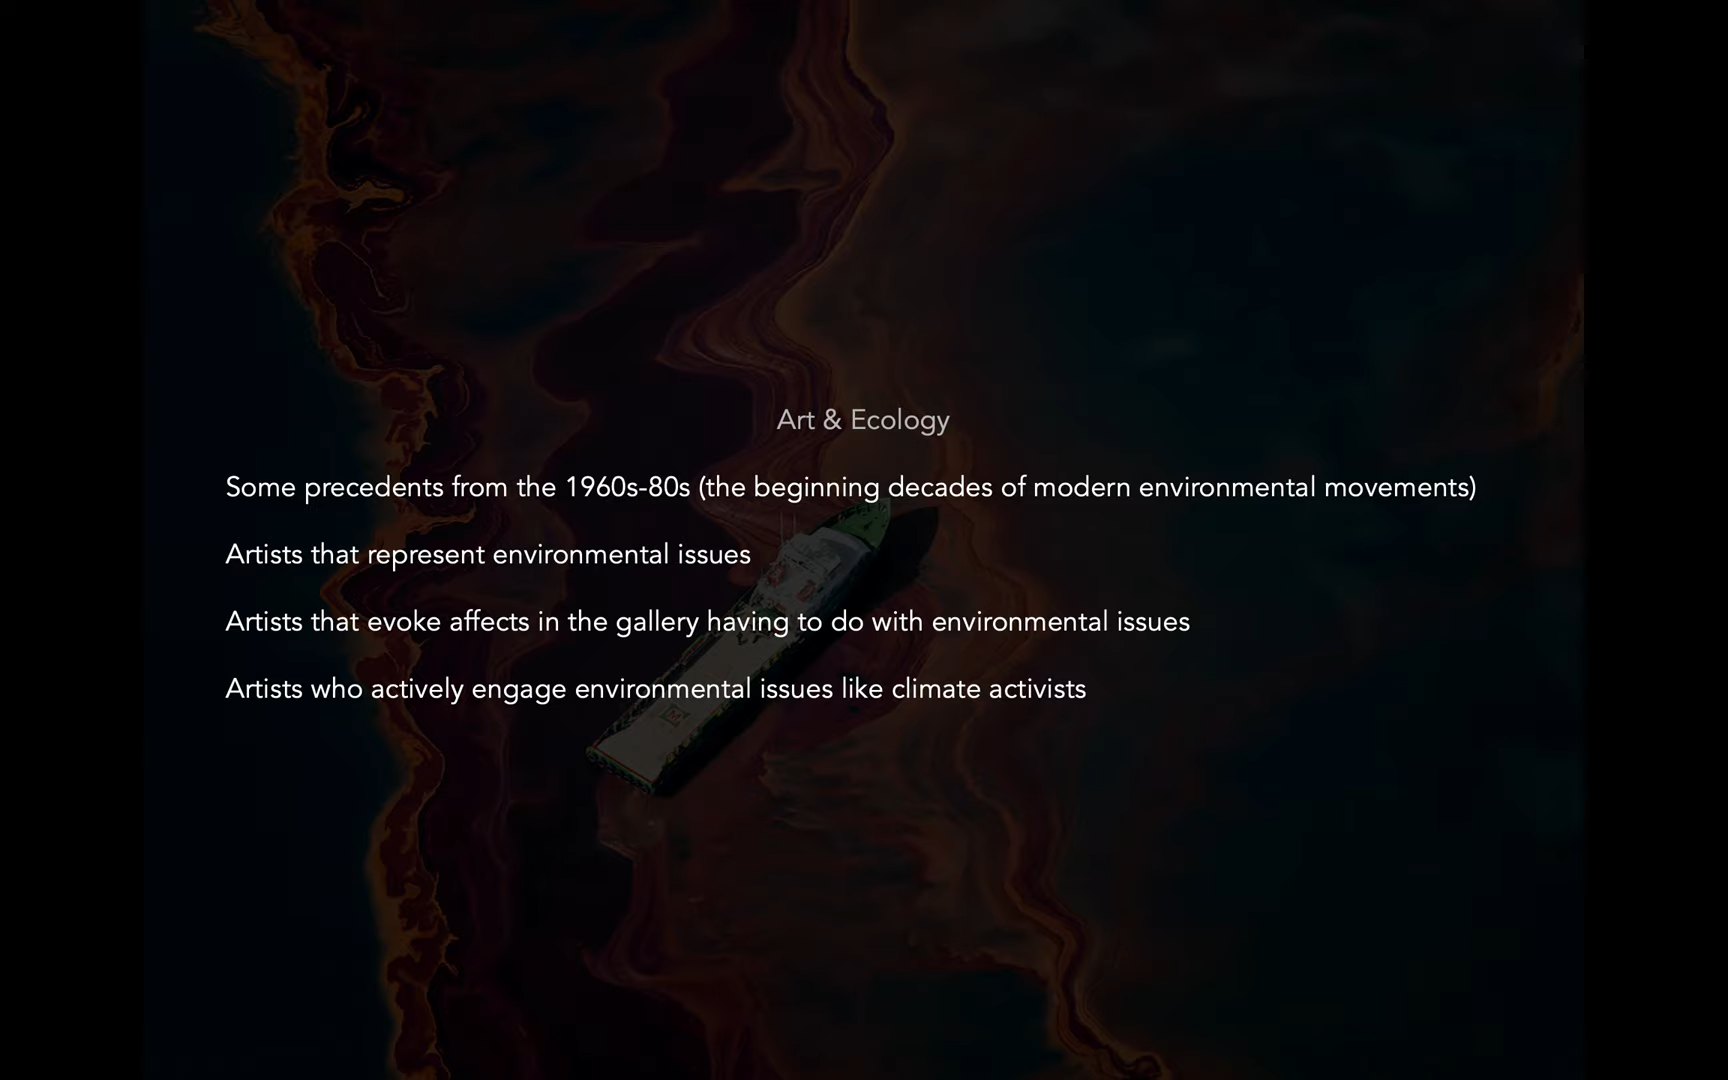 Art & Ecology
Some precedents from the 1960s-80s (the beginning decades of modern environmental movements)
Artists that represent environmental issues
Artists that evoke affects in the gallery having to do with environmental issues
Artists who actively engage environmental issues like climate activists